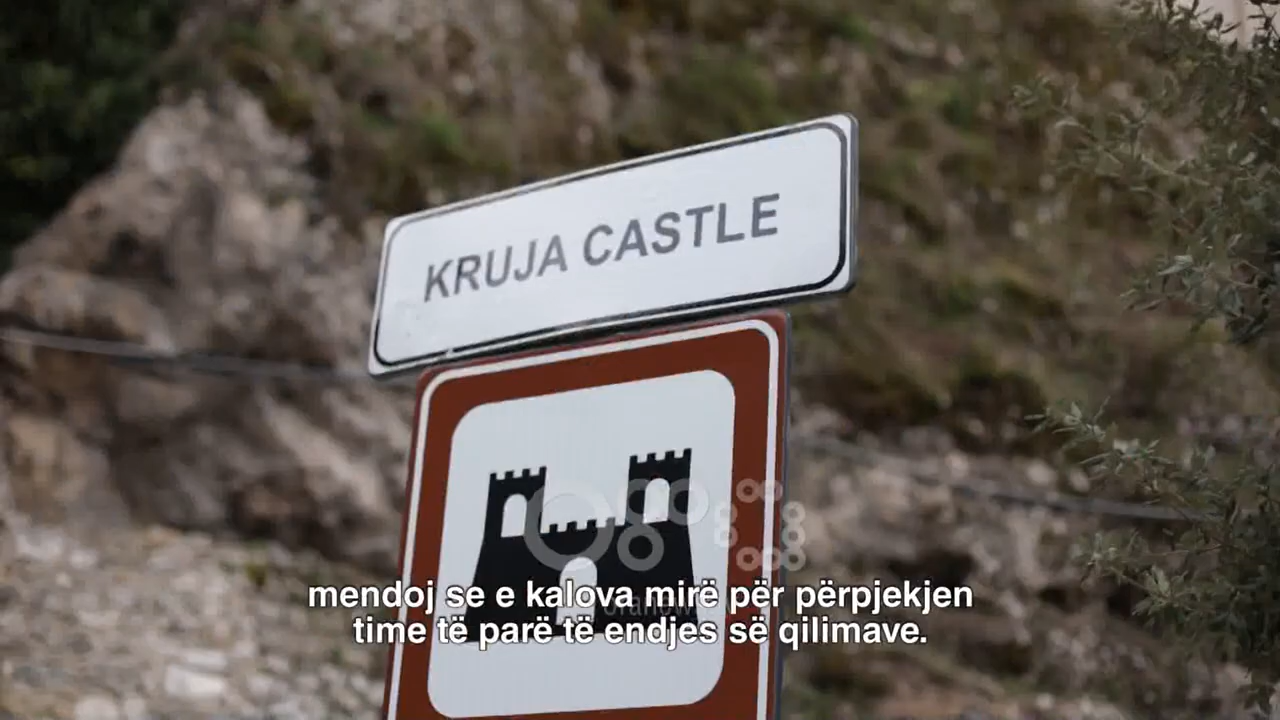 KRUJA CASTLE
mendoj se e kalova mirë për përpjekjen
time të parë të endjes së qilimave.